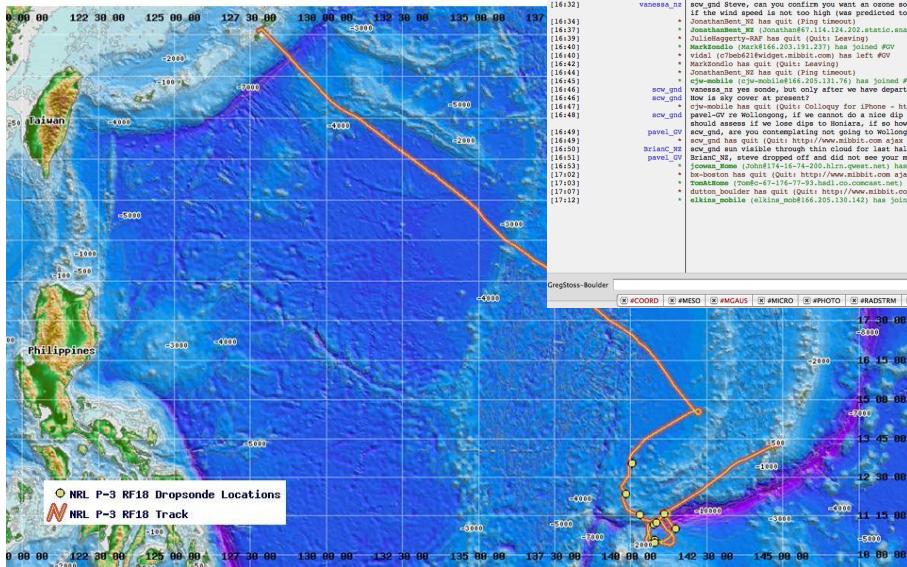 [16:32] vanessa_nz scw_gnd and Steve, can you confirm you want an ozone so
if the wind speed is not too high (was predicted to
[16:34] * JonathanBent_NZ has quit (Ping timeout)
[16:37] * JonathanBent_NZ (Jonathan@67.114.124.202.static.sna
[16:39] * JulieHaggerty-RAF has quit (Quit: Leaving)
[16:40] * MarkZondlo (Mark@166.203.191.237) has joined #GV
[16:40] * vidal (c7beb621@widget.mibbit.com) has left #GV
[16:42] * MarkZondlo has quit (Quit: Leaving)
[16:44] * JonathanBent_NZ has quit (Ping timeout)
[16:45] * cjw-mobile (cjw-mobile@166.205.131.76) has joined #
[16:46] scw_gnd vanessa_nz yes sonde, but only after we have depart
[16:46] scw_gnd How is sky cover at present?
[16:47] * cjw-mobile has quit (Quit: Colloquy for iPhone - ht
[16:48] scw_gnd pavel-GV re Wollongong, if we cannot do a nice dip
should assess if we lose dips to Honiara, if so how
[16:49] pavel_GV scw_gnd, are you contemplating not going to Wollong
[16:49] * scw_gnd has quit (Quit: http://www.mibbit.com ajax
[16:50] BrianC_NZ scw_gnd sun visible through thin cloud for last hal
[16:51] pavel_GV BrianC_NZ, steve dropped off and did not see your m
[16:53] * jcowan_Home (John@174-16-74-200.hlrn.qwest.net) has
[17:02] * bx-boston has quit (Quit: http://www.mibbit.com aja
[17:03] * TomAtHome (Tom@c-67-176-77-93.hsd1.co.comcast.net)
[17:07] * dutton_boulder has quit (Quit: http://www.mibbit.co
[17:12] * elkins_mobile (elkins_mob@166.205.130.142) has join
GregStoss-Boulder
#COORD #MESO #MGAUS #MICRO #PHOTO #RADSTRM
122 30 00 125 00 00 127 30 00 130 00 00 132 30 00 135 00 00 137
-3000
-2000
-100
-7000
-5000
Taiwan
-4000
-4000
-5000
-3000
-1000
-500
-1000
-100
-4000
17 30 00
-8000
Philippines
-3000
-4000
-2000
16 15 00
15 00 00
-7000
-5000
-500
13 45 00
-1000
12 30 00
NRL P-3 RF18 Dropsonde Locations
NRL P-3 RF18 Track
-4000
-10000
-3000
-4000
11 15 00
-100
-3000
-5000
-7000
-2000
-5000
122 30 00 125 00 00 127 30 00 130 00 00 132 30 00 135 00 00 137 30 00 140 00 00 142 30 00 145 00 00
10 00 00